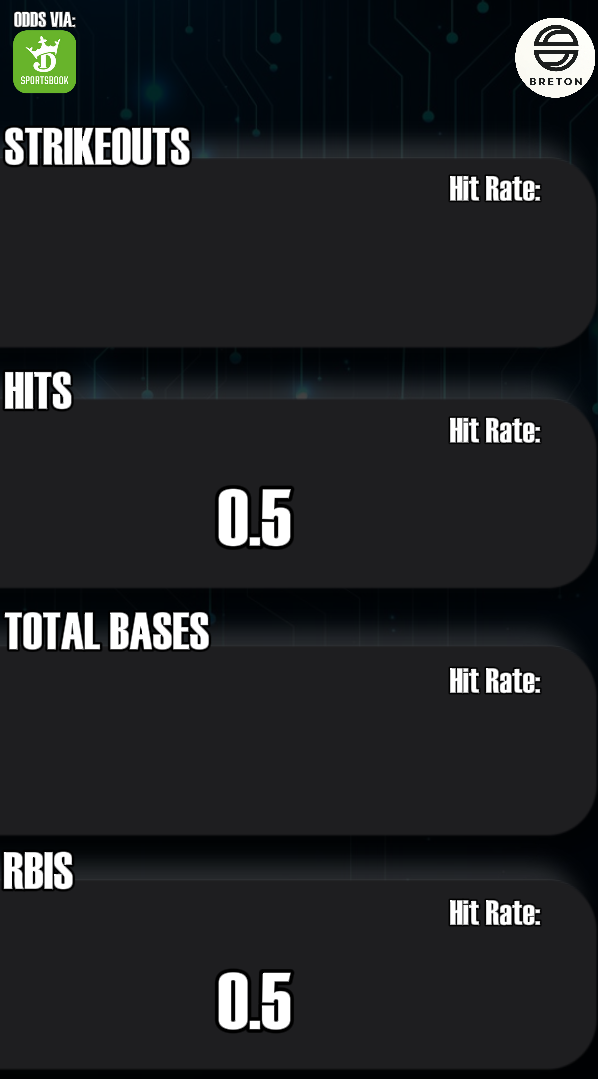 ODDS VIA:
SPORTSBOOK
BRETON
STRIKEOUTS
Hit Rate:
HITS
Hit Rate:
0.5
TOTAL BASES
Hit Rate:
RBIS
Hit Rate:
0.5